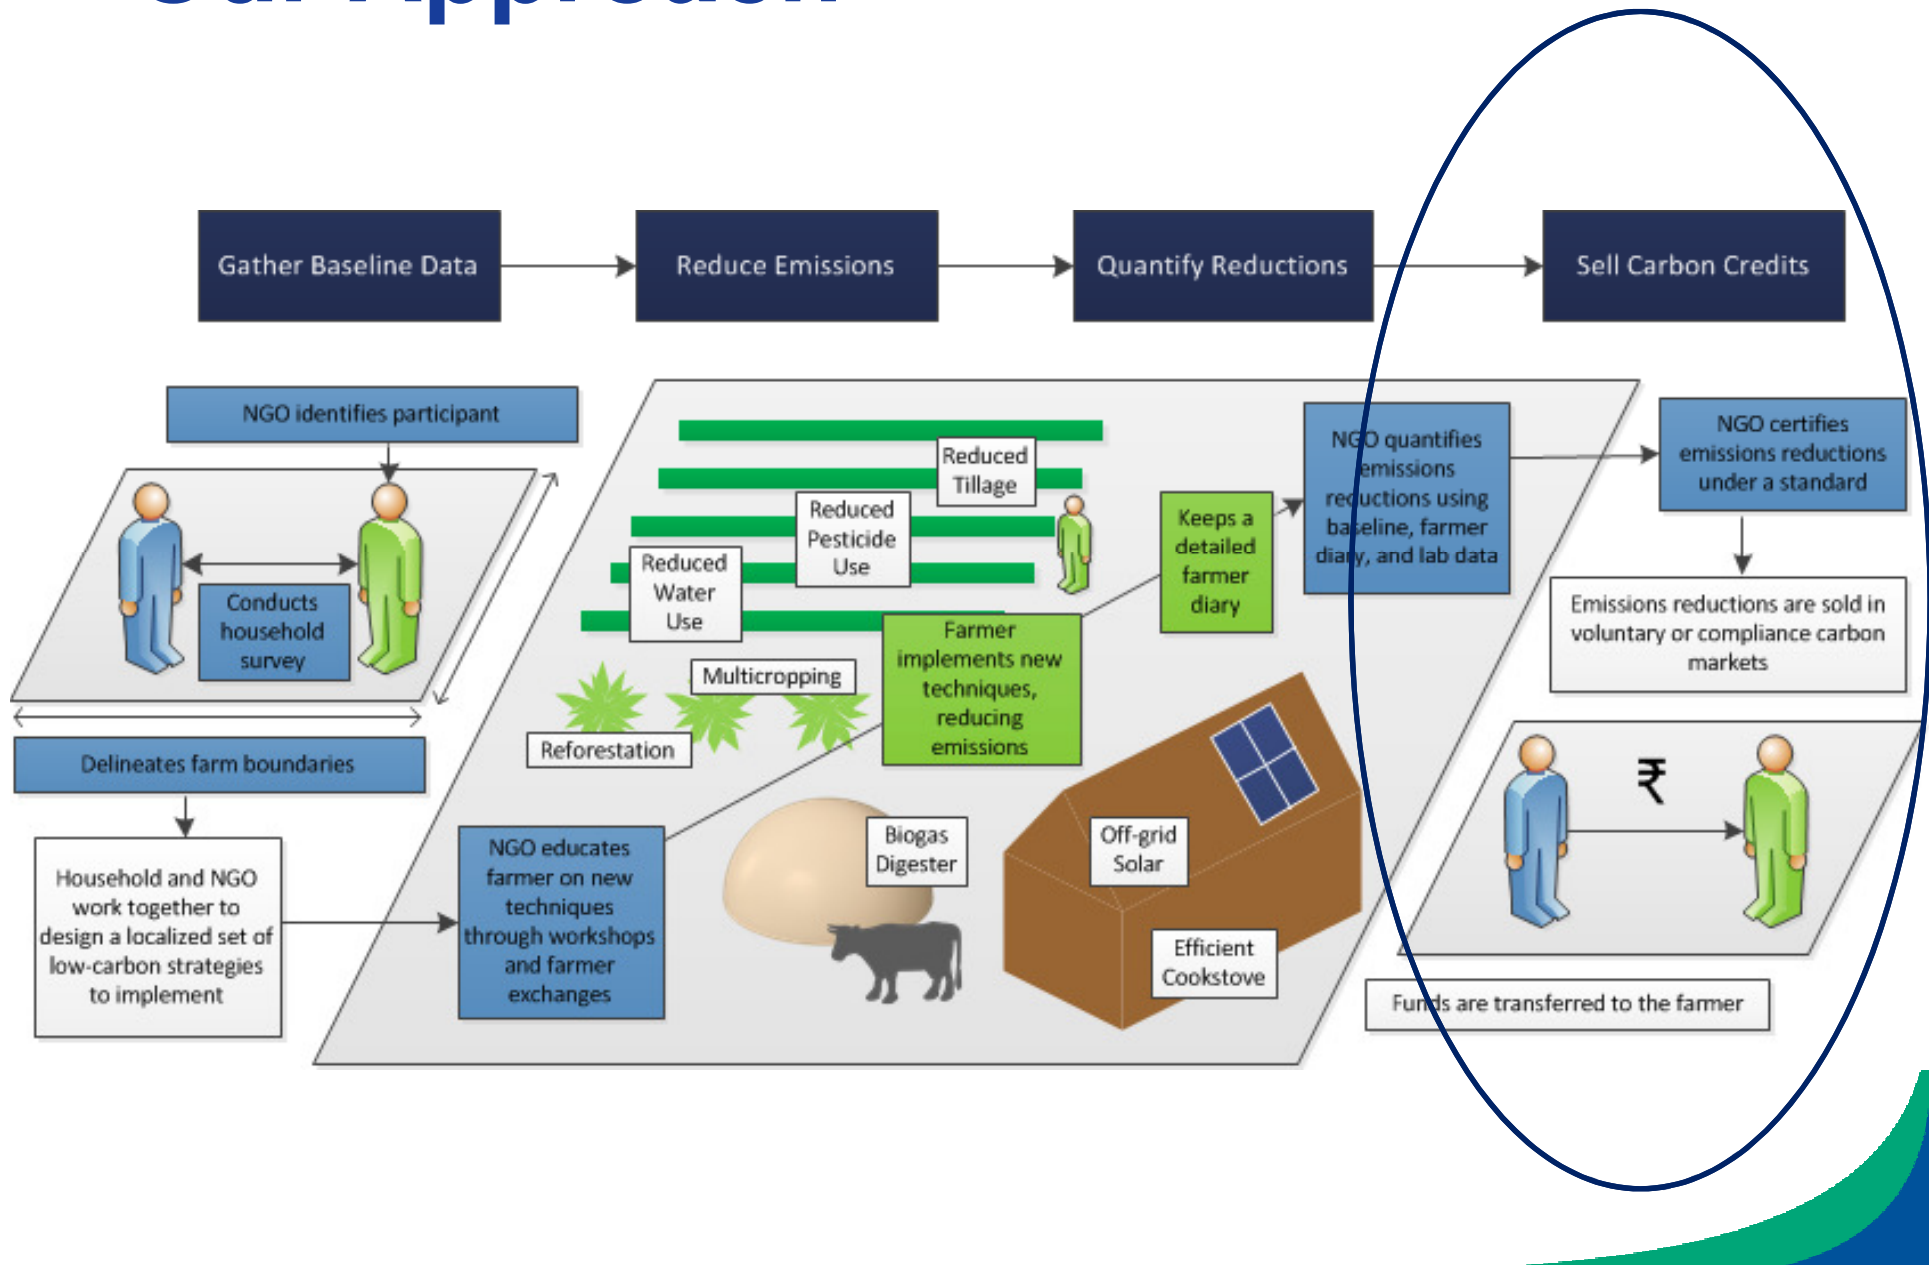 Our Approach
Gather Baseline Data
Reduce Emissions
Quantify Reductions
Sell Carbon Credits
NGO identifies participant
Conducts
household
survey
Delineates farm boundaries
Household and NGO
work together to
design a localized set of
low-carbon strategies
to implement
NGO educates
farmer on new
techniques
through workshops
and farmer
exchanges
Reduced
Tillage
Reduced
Pesticide
Use
Reduced
Water
Use
Multicropping
Reforestation
Farmer
implements new
techniques,
reducing
emissions
Biogas
Digester
Off-grid
Solar
Efficient
Cookstove
Keeps a
detailed
farmer
diary
NGO quantifies
emissions
reductions using
baseline, farmer
diary, and lab data
NGO certifies
emissions reductions
under a standard
Emissions reductions are sold in
voluntary or compliance carbon
markets
₹
Funds are transferred to the farmer